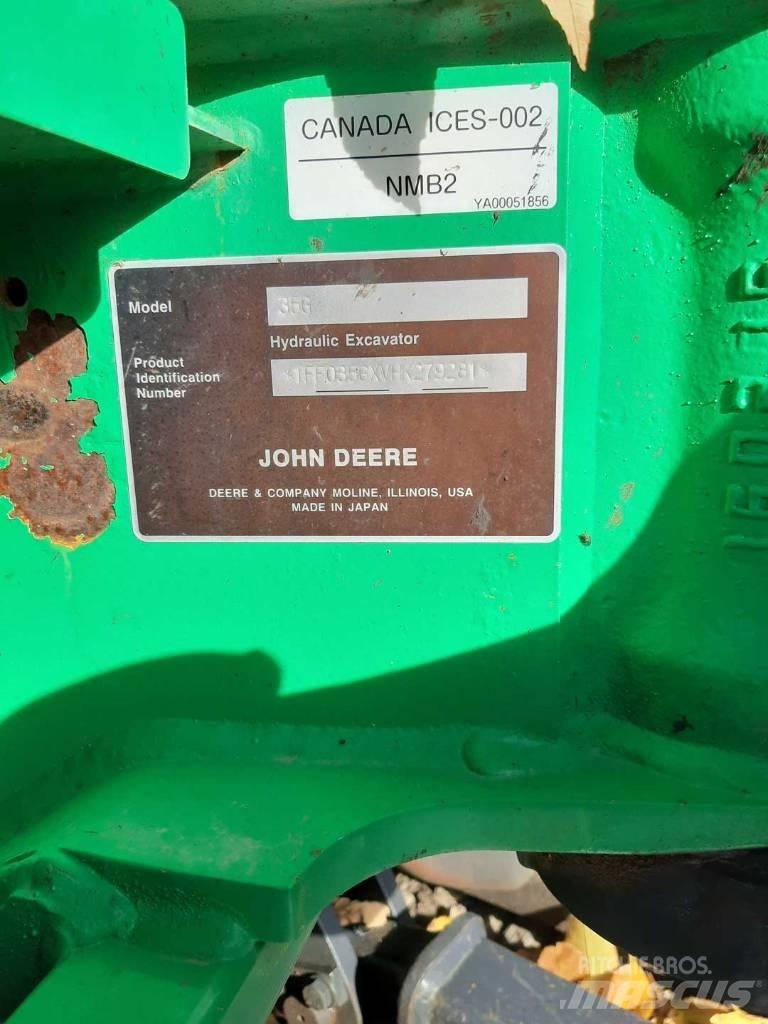 CANADA ICES-002
NMB2
YA00051856
Model 35G
Hydraulic Excavator
Product
Identification
Number
*1FF035GXVHK279281*
JOHN DEERE
DEERE & COMPANY MOLINE, ILLINOIS, USA
MADE IN JAPAN
RITCHIE BROS.
mascus